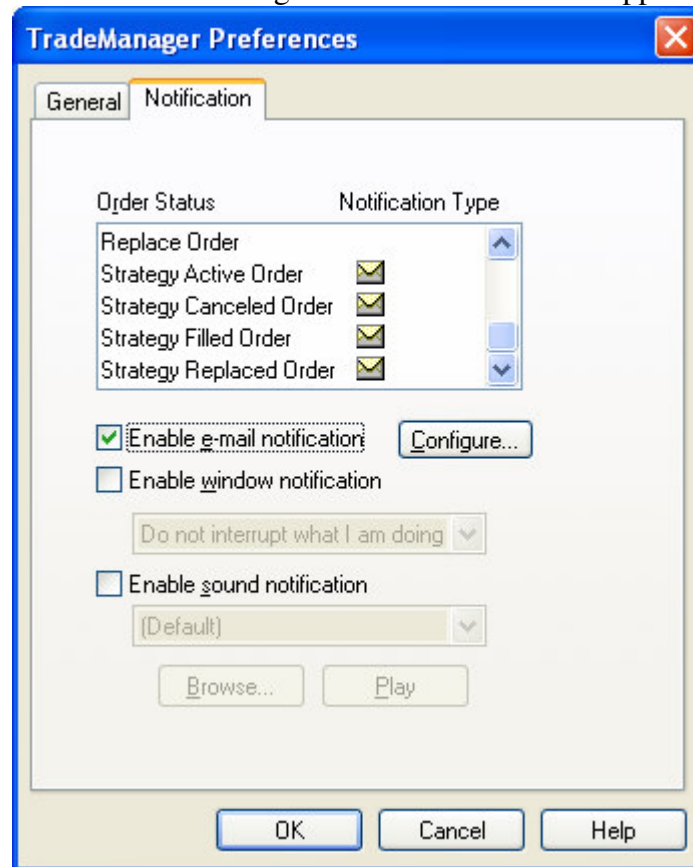 TradeManager Preferences
General Notification
Order Status Notification Type
Replace Order
Strategy Active Order
Strategy Canceled Order
Strategy Filled Order
Strategy Replaced Order
Enable e-mail notification Configure...
Enable window notification
Do not interrupt what I am doing
Enable sound notification
(Default)
Browse... Play
OK Cancel Help